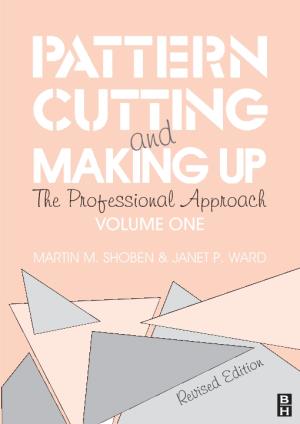 PATTERN
CUTTING
and
MAKING UP
The Professional Approach
VOLUME ONE
MARTIN M. SHOBEN & JANET P. WARD
Revised Edition
B
H